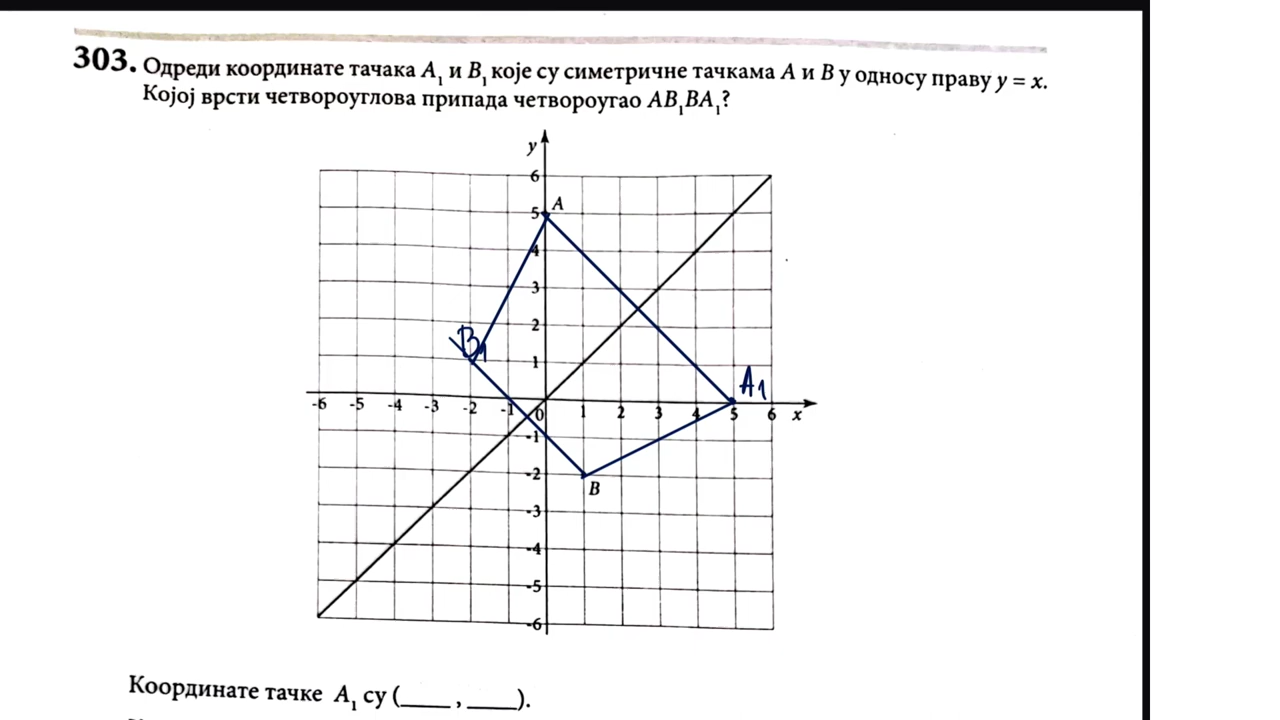 303. Одреди координате тачака A₁ и B₁ које су симетричне тачкама A и B у односу праву y = x.
Којој врсти четвороуглова припада четвороугао AB₁BA₁?
y
6
5 A
4
3
2
B₁
1
A₁
-6 -5 -4 -3 -2 -1 0 1 2 3 4 5 6 x
-1
-2
B
-3
-4
-5
-6
Координате тачке A₁ су (____ , ____).